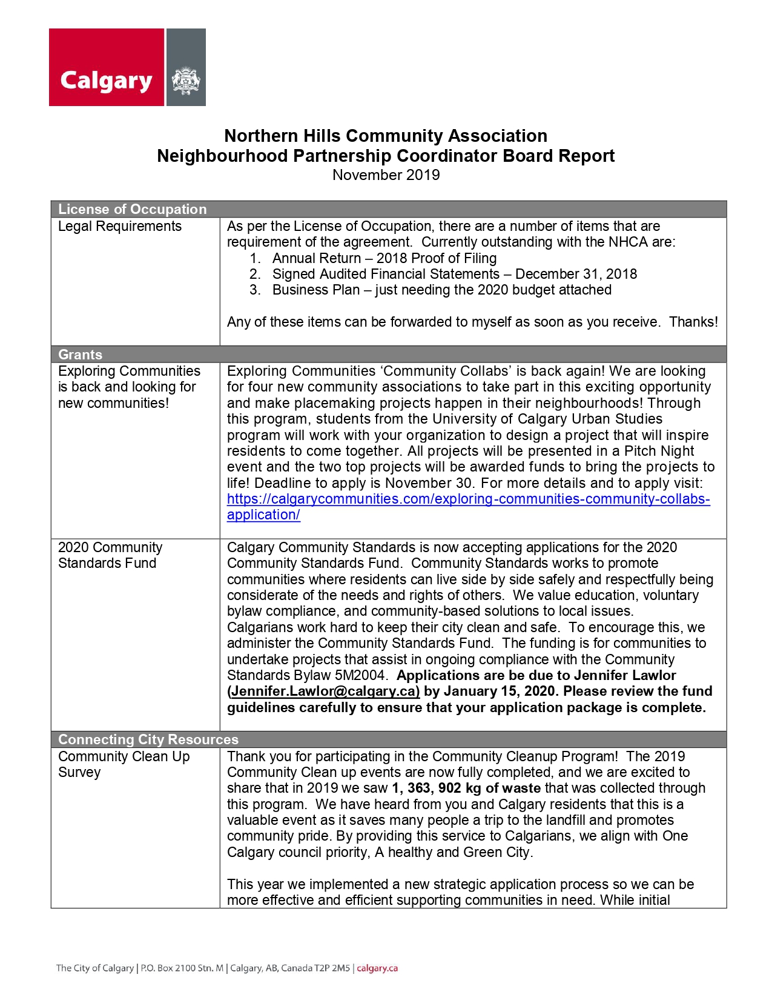 Calgary
Northern Hills Community Association
Neighbourhood Partnership Coordinator Board Report
November 2019
License of Occupation
Legal Requirements
As per the License of Occupation, there are a number of items that are
requirement of the agreement.  Currently outstanding with the NHCA are:
1. Annual Return – 2018 Proof of Filing
2. Signed Audited Financial Statements – December 31, 2018
3. Business Plan – just needing the 2020 budget attached
Any of these items can be forwarded to myself as soon as you receive.  Thanks!
Grants
Exploring Communities
is back and looking for
new communities!
Exploring Communities ‘Community Collabs’ is back again! We are looking
for four new community associations to take part in this exciting opportunity
and make placemaking projects happen in their neighbourhoods! Through
this program, students from the University of Calgary Urban Studies
program will work with your organization to design a project that will inspire
residents to come together. All projects will be presented in a Pitch Night
event and the two top projects will be awarded funds to bring the projects to
life! Deadline to apply is November 30. For more details and to apply visit:
https://calgarycommunities.com/exploring-communities-community-collabs-
application/
2020 Community
Standards Fund
Calgary Community Standards is now accepting applications for the 2020
Community Standards Fund.  Community Standards works to promote
communities where residents can live side by side safely and respectfully being
considerate of the needs and rights of others.  We value education, voluntary
bylaw compliance, and community-based solutions to local issues.
Calgarians work hard to keep their city clean and safe.  To encourage this, we
administer the Community Standards Fund.  The funding is for communities to
undertake projects that assist in ongoing compliance with the Community
Standards Bylaw 5M2004.  Applications are be due to Jennifer Lawlor
(Jennifer.Lawlor@calgary.ca) by January 15, 2020. Please review the fund
guidelines carefully to ensure that your application package is complete.
Connecting City Resources
Community Clean Up
Survey
Thank you for participating in the Community Cleanup Program!  The 2019
Community Clean up events are now fully completed, and we are excited to
share that in 2019 we saw 1, 363, 902 kg of waste that was collected through
this program.  We have heard from you and Calgary residents that this is a
valuable event as it saves many people a trip to the landfill and promotes
community pride. By providing this service to Calgarians, we align with One
Calgary council priority, A healthy and Green City.
This year we implemented a new strategic application process so we can be
more effective and efficient supporting communities in need. While initial
The City of Calgary | P.O. Box 2100 Stn. M | Calgary, AB, Canada T2P 2M5 | calgary.ca